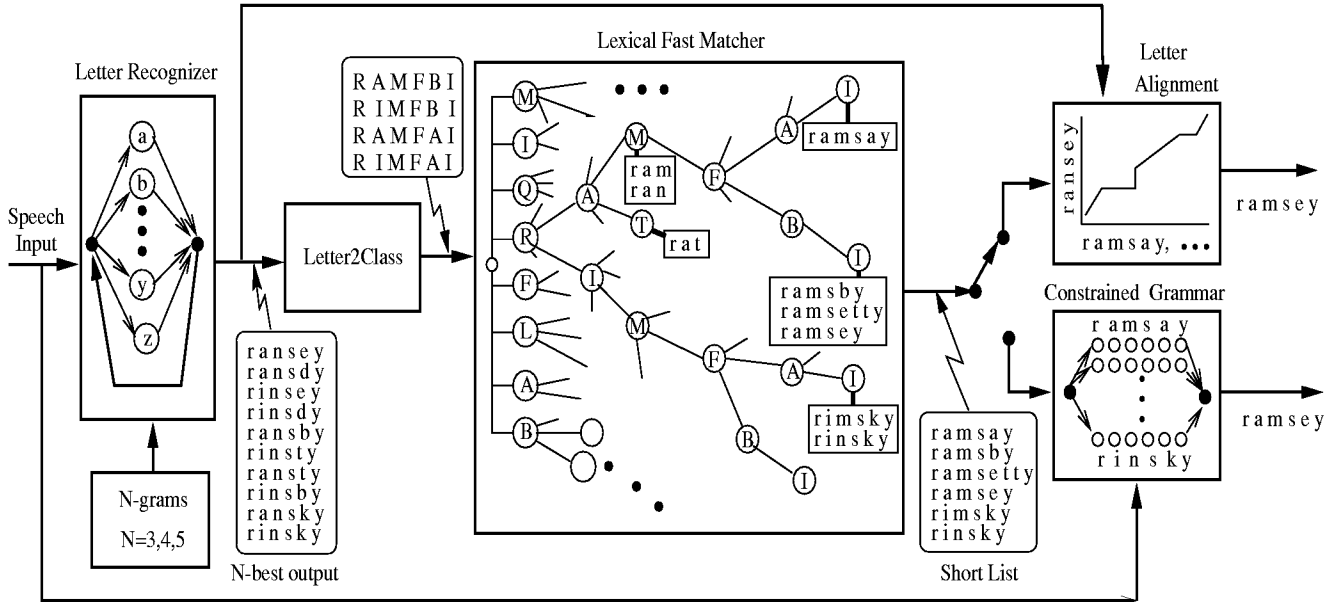 Lexical Fast Matcher
Letter Recognizer
Letter
Alignment
Speech
Input
a
b
y
z
N-grams
N=3,4,5
R A M F B I
R I M F B I
R A M F A I
R I M F A I
Letter2Class
r a n s e y
r a n s d y
r i n s e y
r i n s d y
r a n s b y
r i n s t y
r a n s t y
r i n s b y
r a n s k y
r i n s k y
N-best output
M
I
Q
R
F
L
A
B
A
I
M
r a m
r a n
T
r a t
M
F
A
I
r a m s a y
B
I
r a m s b y
r a m s e t t y
r a m s e y
F
A
I
r i m s k y
r i n s k y
B
I
r a m s a y
r a m s b y
r a m s e t t y
r a m s e y
r i m s k y
r i n s k y
Short List
r a n s e y
r a m s a y,
r a m s e y
Constrained Grammar
r a m s a y
r i n s k y
r a m s e y